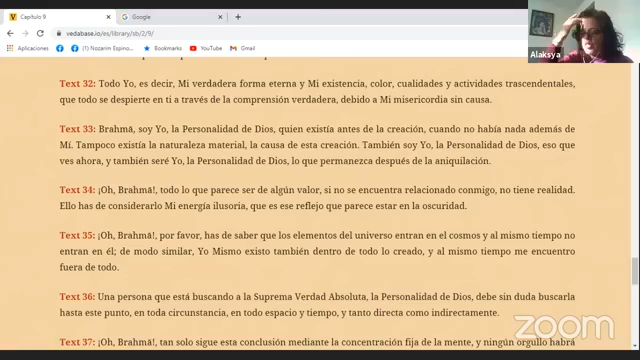 Capítulo 9
Google
vedabase.io/es/library/sb/2/9/
Aplicaciones
(1) Nozarim Espino...
Bookmarks
YouTube
Gmail
Alaksya
Text 32: Todo Yo, es decir, Mi verdadera forma eterna y Mi existencia, color, cualidades y actividades trascendentales,
que todo se despierte en ti a través de la comprensión verdadera, debido a Mi misericordia sin causa.
Text 33: Brahmā, soy Yo, la Personalidad de Dios, quien existía antes de la creación, cuando no había nada además de
Mí. Tampoco existía la naturaleza material, la causa de esta creación. También soy Yo, la Personalidad de Dios, eso que
ves ahora, y también seré Yo, la Personalidad de Dios, lo que permanezca después de la aniquilación.
Text 34: ¡Oh, Brahmā!, todo lo que parece ser de algún valor, si no se encuentra relacionado conmigo, no tiene realidad.
Ello has de considerarlo Mi energía ilusoria, que es ese reflejo que parece estar en la oscuridad.
Text 35: ¡Oh, Brahmā!, por favor, has de saber que los elementos del universo entran en el cosmos y al mismo tiempo no
entran en él; de modo similar, Yo Mismo existo también dentro de todo lo creado, y al mismo tiempo me encuentro
fuera de todo.
Text 36: Una persona que está buscando a la Suprema Verdad Absoluta, la Personalidad de Dios, debe sin duda buscarla
hasta este punto, en toda circunstancia, en todo espacio y tiempo, y tanto directa como indirectamente.
Text 37: ¡Oh, Brahmā!, tan solo sigue esta conclusión mediante la concentración fija de la mente, y ningún orgullo habrá
zoom